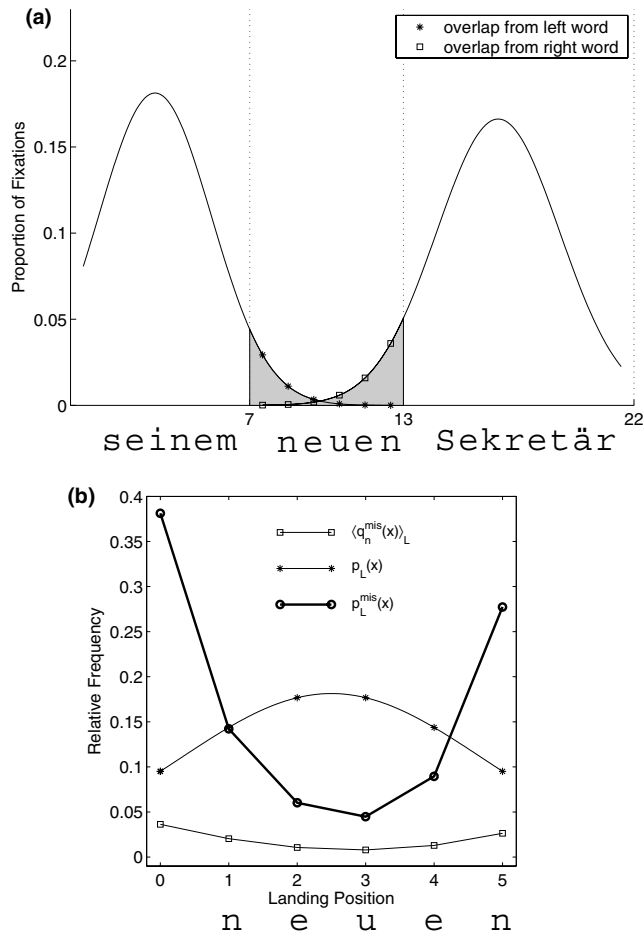 (a)
overlap from left word
overlap from right word
0.2
0.15
0.1
0.05
0
Proportion of Fixations
7 13 22
seinem neuen Sekretär
(b)
0.4
0.35
0.3
0.25
0.2
0.15
0.1
0.05
0
Relative Frequency
⟨q_n^mis(x)⟩_L
p_L(x)
p_L^mis(x)
0 1 2 3 4 5
Landing Position
n e u e n